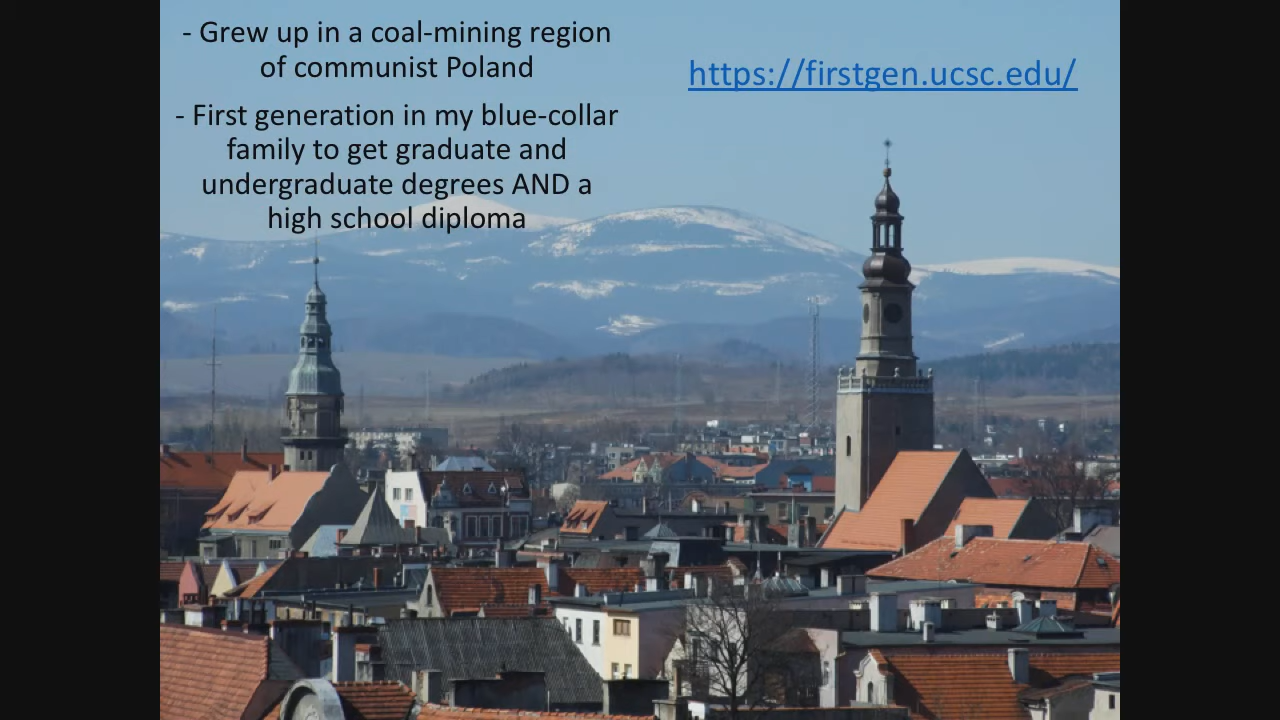 - Grew up in a coal-mining region
of communist Poland
- First generation in my blue-collar
family to get graduate and
undergraduate degrees AND a
high school diploma
https://firstgen.ucsc.edu/